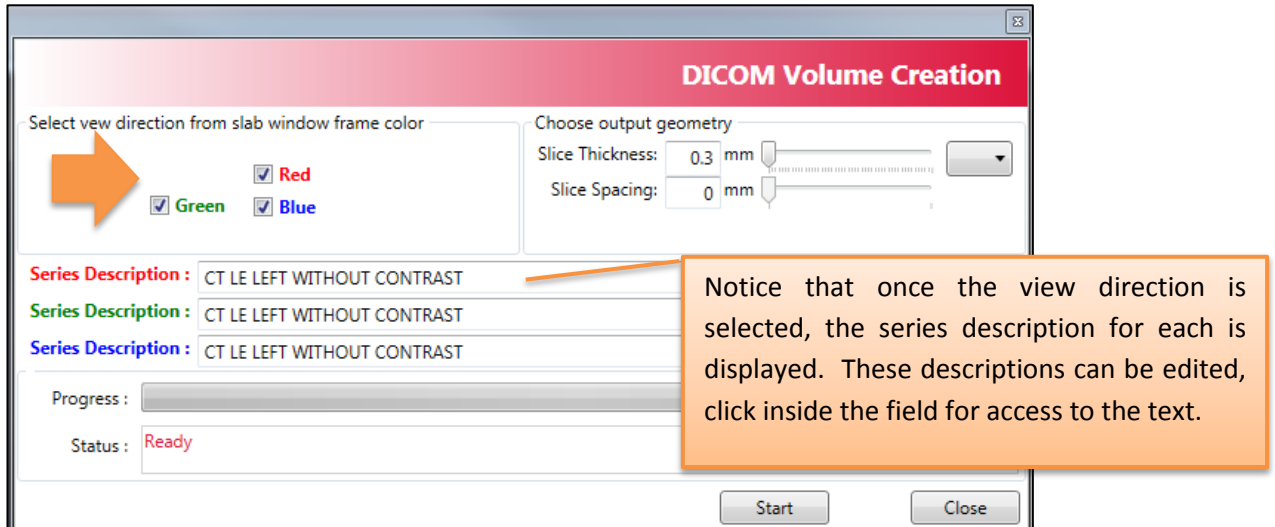 DICOM Volume Creation
Select vew direction from slab window frame color
Red
Green
Blue
Choose output geometry
Slice Thickness: 0.3 mm
Slice Spacing: 0 mm
Series Description : CT LE LEFT WITHOUT CONTRAST
Series Description : CT LE LEFT WITHOUT CONTRAST
Series Description : CT LE LEFT WITHOUT CONTRAST
Notice that once the view direction is
selected, the series description for each is
displayed. These descriptions can be edited,
click inside the field for access to the text.
Progress :
Status : Ready
Start
Close